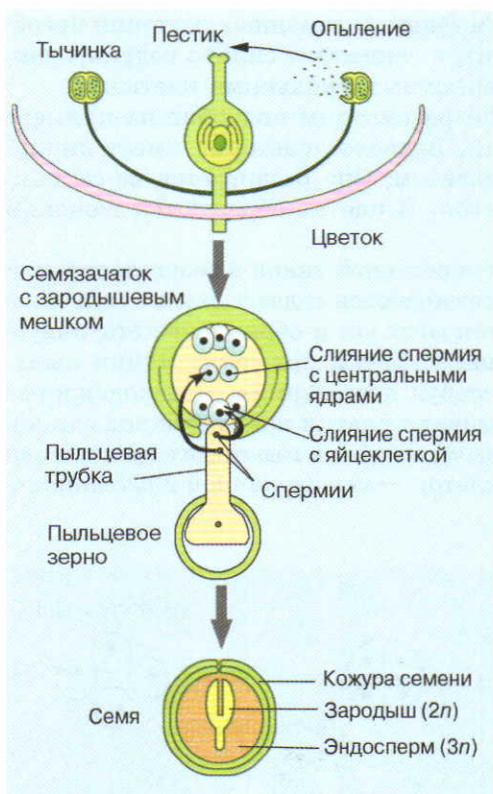 Пестик
Опыление
Тычинка
Цветок
Семязачаток
с зародышевым
мешком
Слияние спермия
с центральными
ядрами
Слияние спермия
с яйцеклеткой
Пыльцевая
трубка
Спермии
Пыльцевое
зерно
Кожура семени
Семя
Зародыш (2n)
Эндосперм (3n)